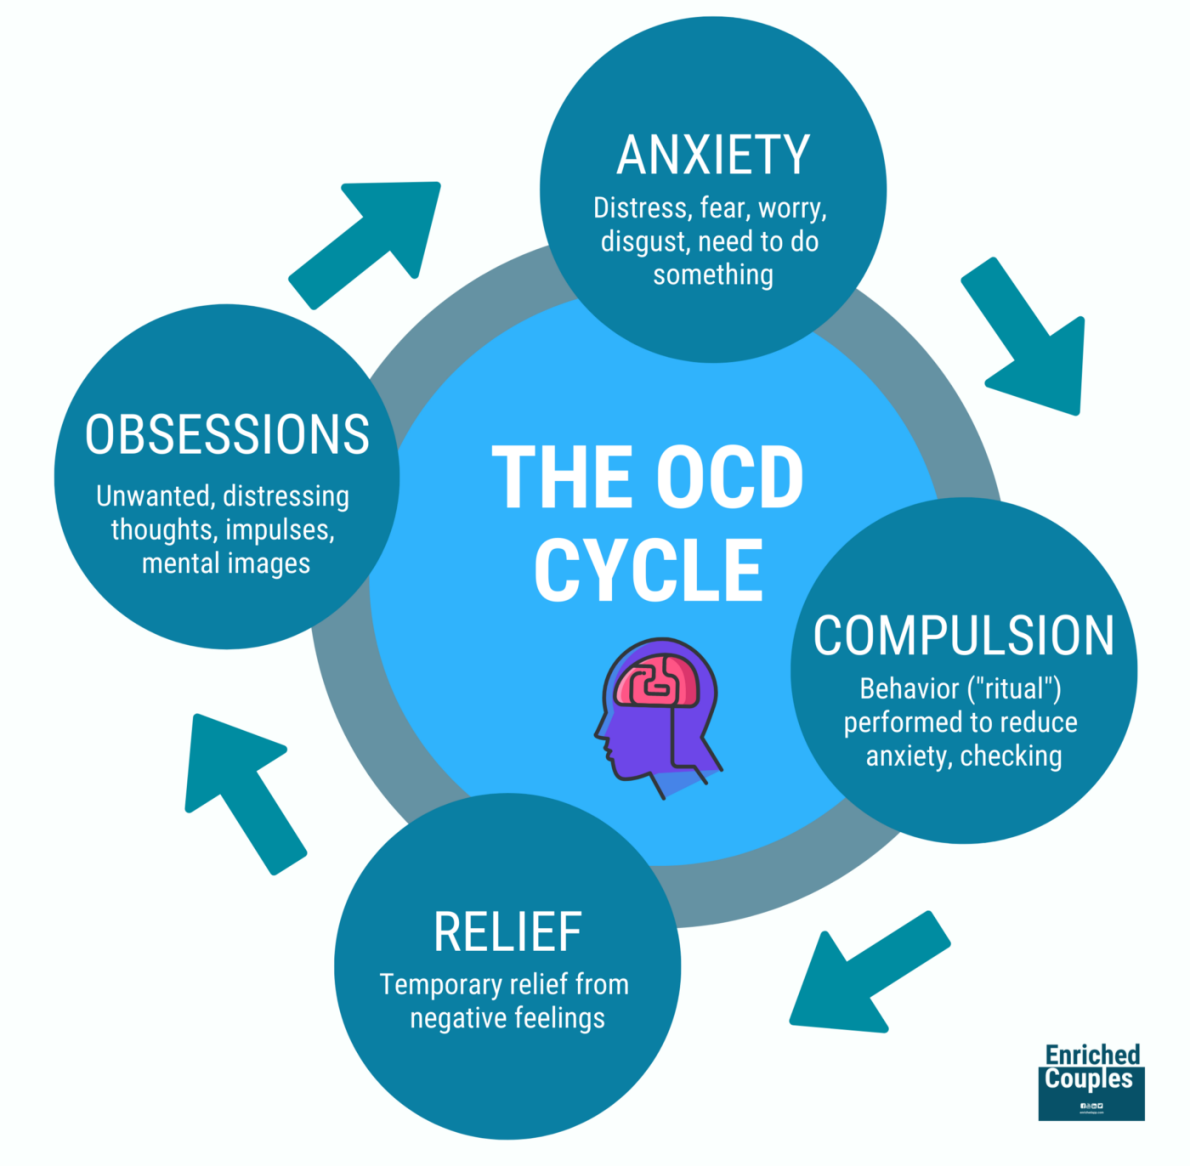 ANXIETY
Distress, fear, worry,
disgust, need to do
something
OBSESSIONS
Unwanted, distressing
thoughts, impulses,
mental images
THE OCD
CYCLE
COMPULSION
Behavior ("ritual")
performed to reduce
anxiety, checking
RELIEF
Temporary relief from
negative feelings
Enriched
Couples